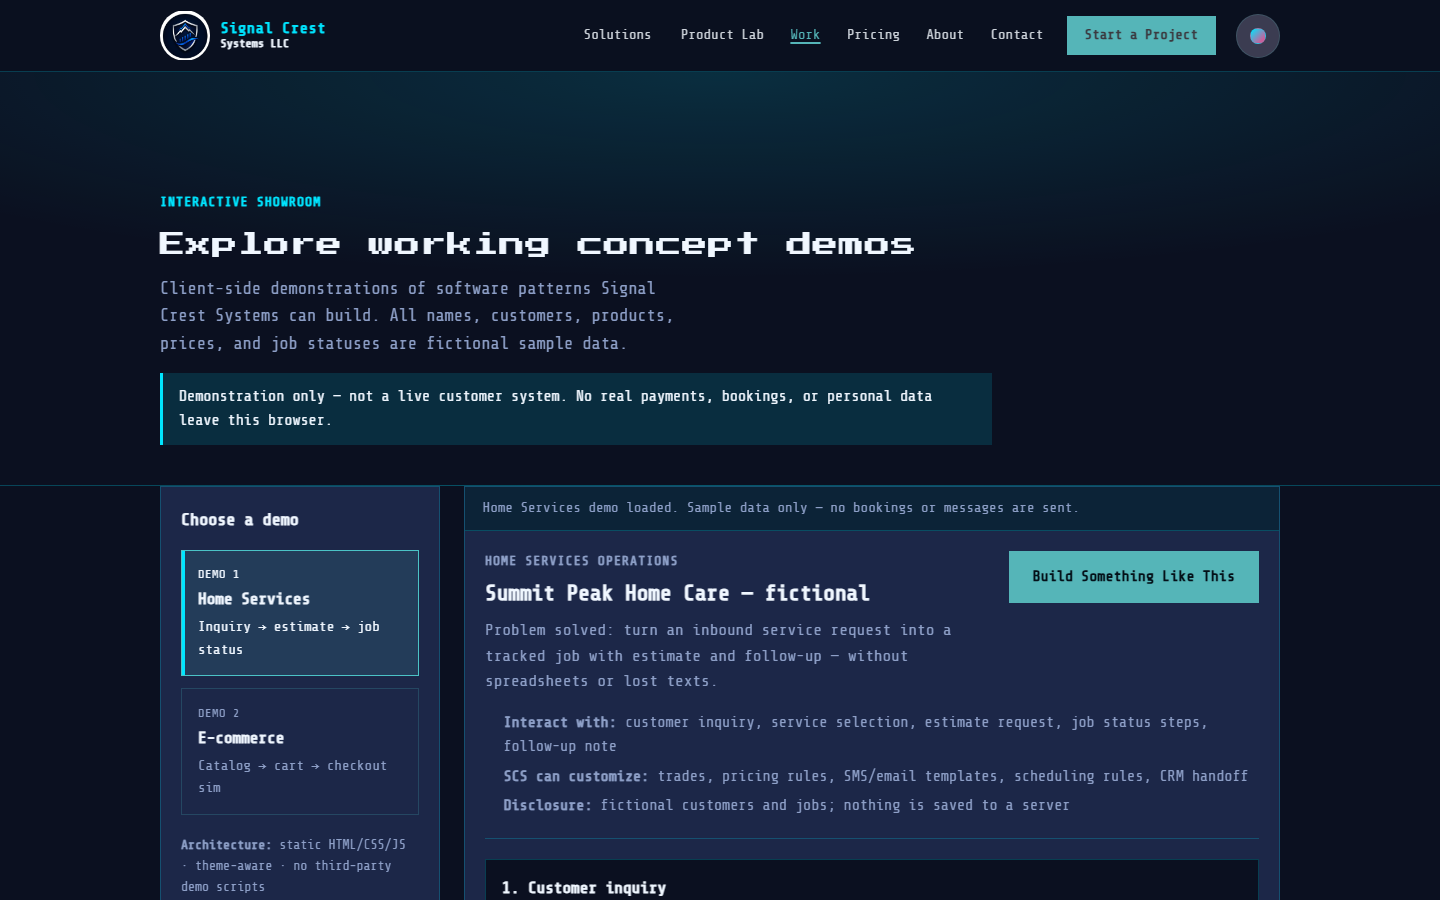 Signal Crest
Systems LLC
Solutions
Product Lab
Work
Pricing
About
Contact
Start a Project
INTERACTIVE SHOWROOM
Explore working concept demos
Client-side demonstrations of software patterns Signal
Crest Systems can build. All names, customers, products,
prices, and job statuses are fictional sample data.
Demonstration only — not a live customer system. No real payments, bookings, or personal data
leave this browser.
Choose a demo
DEMO 1
Home Services
Inquiry → estimate → job
status
DEMO 2
E-commerce
Catalog → cart → checkout
sim
Architecture: static HTML/CSS/JS
· theme-aware · no third-party
demo scripts
Home Services demo loaded. Sample data only — no bookings or messages are sent.
HOME SERVICES OPERATIONS
Summit Peak Home Care — fictional
Build Something Like This
Problem solved: turn an inbound service request into a
tracked job with estimate and follow-up — without
spreadsheets or lost texts.
Interact with: customer inquiry, service selection, estimate request, job status steps,
follow-up note
SCS can customize: trades, pricing rules, SMS/email templates, scheduling rules, CRM handoff
Disclosure: fictional customers and jobs; nothing is saved to a server
1. Customer inquiry